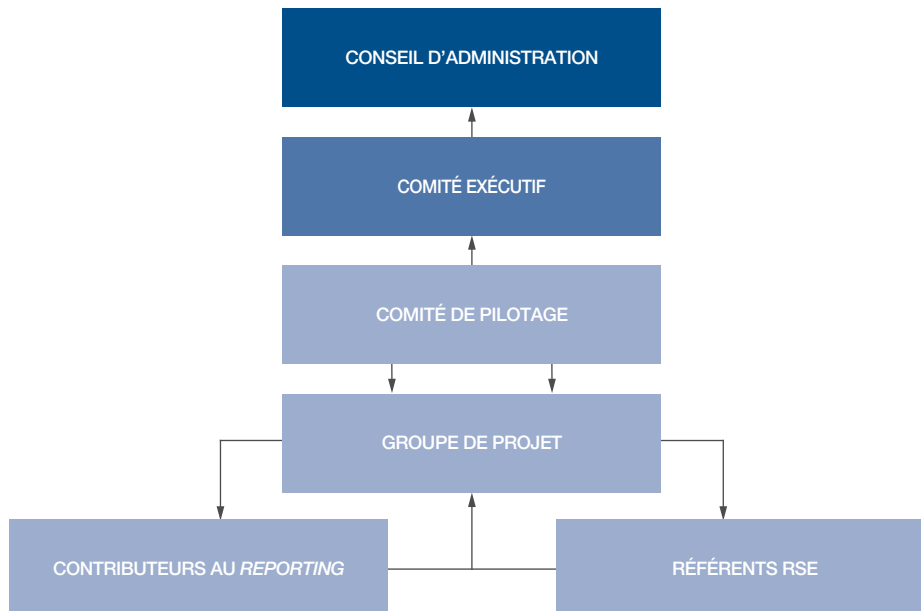 CONSEIL D’ADMINISTRATION
COMITÉ EXÉCUTIF
COMITÉ DE PILOTAGE
GROUPE DE PROJET
CONTRIBUTEURS AU REPORTING
RÉFÉRENTS RSE